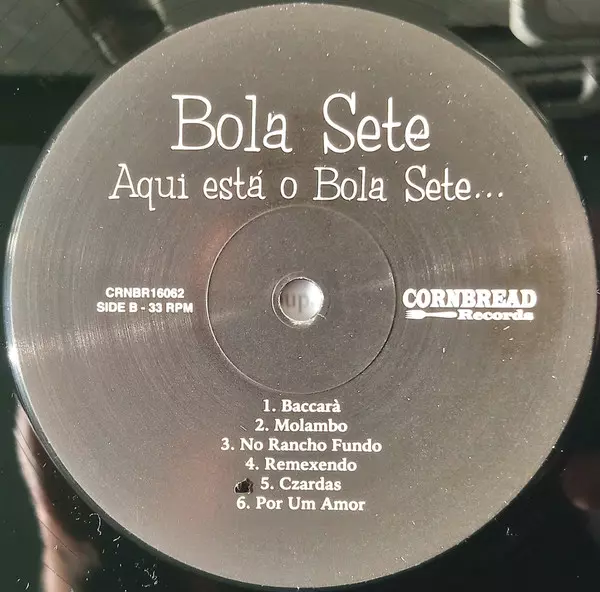 Bola Sete
Aqui está o Bola Sete...
CRNBR16062
SIDE B - 33 RPM
CORNBREAD
Records
1. Baccarà
2. Molambo
3. No Rancho Fundo
4. Remexendo
5. Czardas
6. Por Um Amor